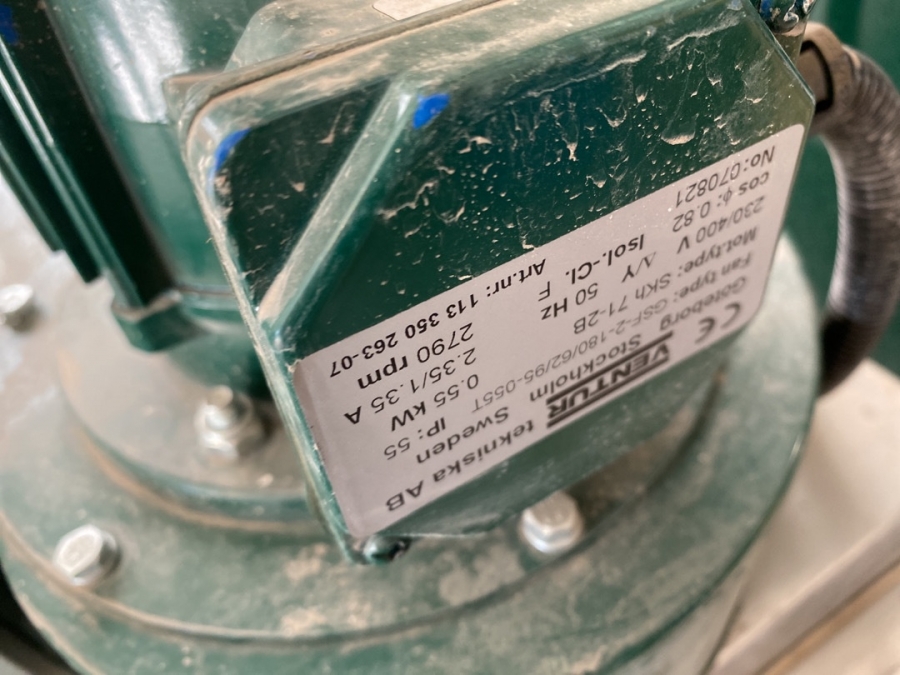 CE VENTUR tekniska AB
Göteborg Stockholm Sweden
Fan type: GSF-2-180/62/95-055T IP: 55
Mot.type: SKh 71-2B 0.55 kW
230/400 V Δ/Y 50 Hz 2.35/1.35 A
cos ϕ: 0.82 Isol.-Cl. F 2790 rpm
No: 070821 Art.nr: 113 350 263-07